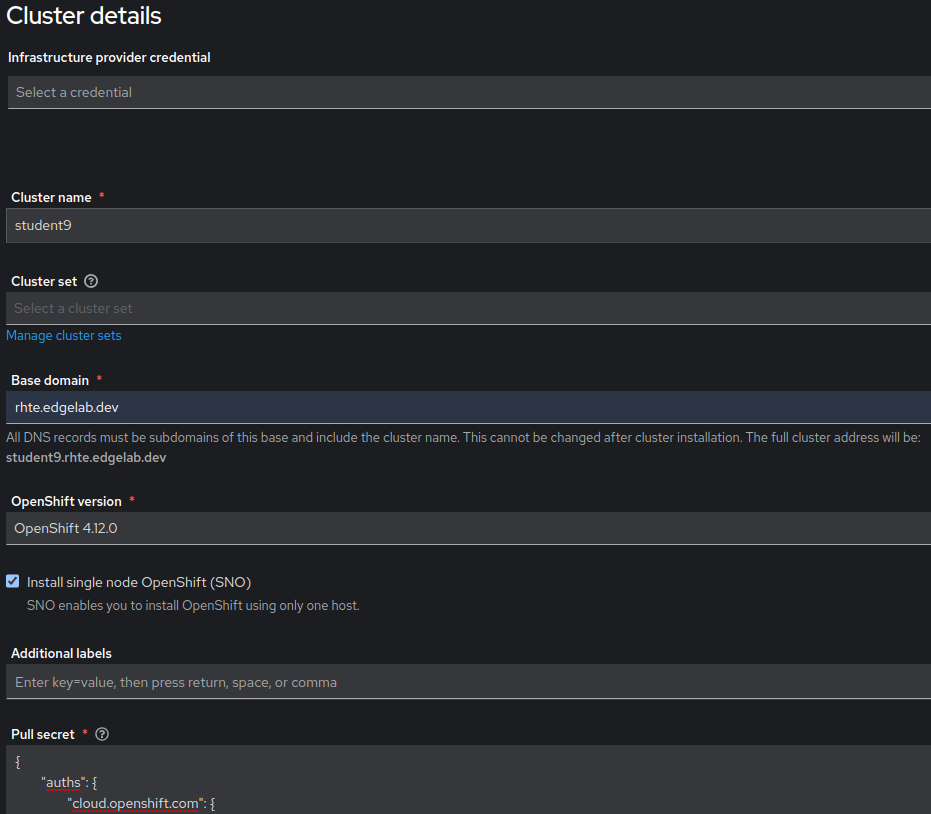 Cluster details
Infrastructure provider credential
Select a credential
Cluster name *
student9
Cluster set ?
Select a cluster set
Manage cluster sets
Base domain *
rhte.edgelab.dev
All DNS records must be subdomains of this base and include the cluster name. This cannot be changed after cluster installation. The full cluster address will be:
student9.rhte.edgelab.dev
OpenShift version *
OpenShift 4.12.0
Install single node OpenShift (SNO)
SNO enables you to install OpenShift using only one host.
Additional labels
Enter key=value, then press return, space, or comma
Pull secret * ?
{
"auths": {
"cloud.openshift.com": {